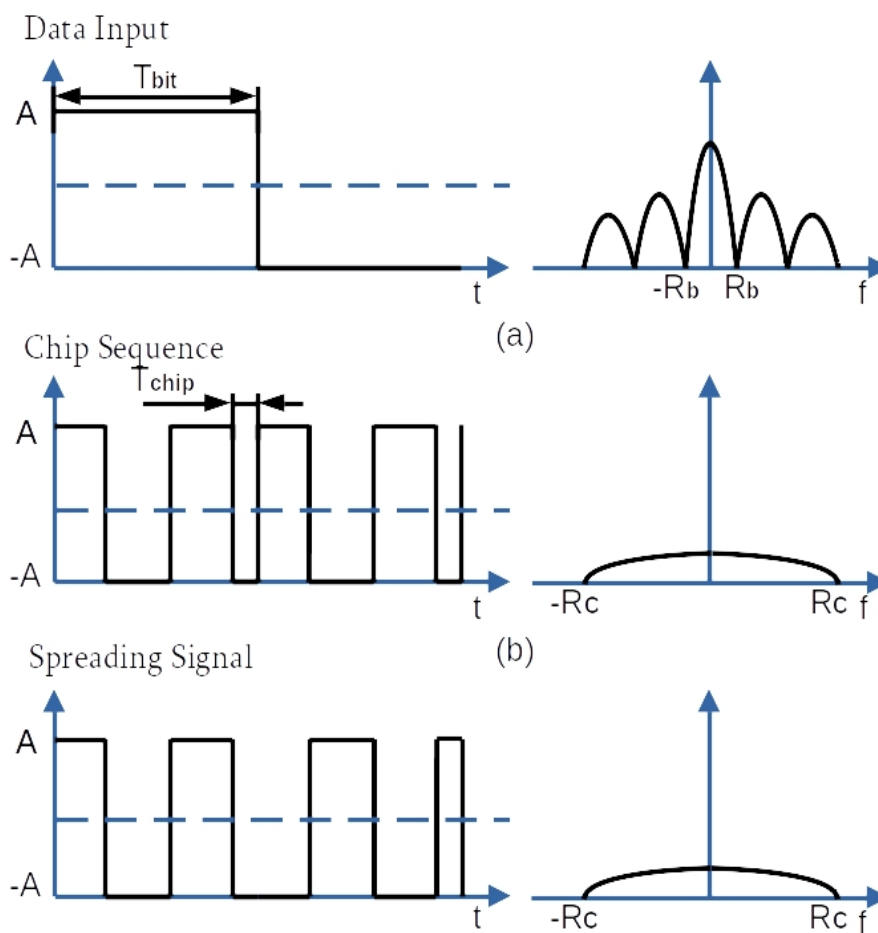 Data Input
Tbit
A
-A
t
-Rb
Rb
f
(a)
Chip Sequence
Tchip
A
-A
t
-Rc
Rc
f
(b)
Spreading Signal
A
-A
t
-Rc
Rc
f